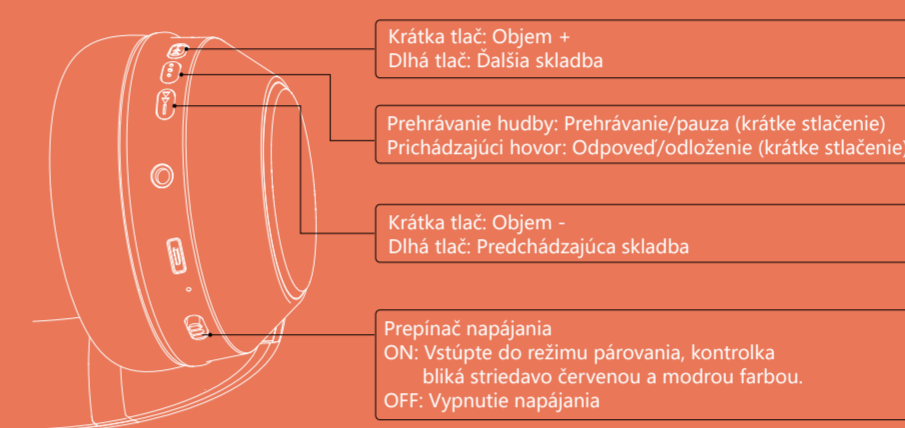 Krátka tlač: Objem +
Dlhá tlač: Ďalšia skladba
Prehrávanie hudby: Prehrávanie/pauza (krátke stlačenie)
Prichádzajúci hovor: Odpoveď/odloženie (krátke stlačenie)
Krátka tlač: Objem -
Dlhá tlač: Predchádzajúca skladba
Prepínač napájania
ON: Vstúpte do režimu párovania, kontrolka
bliká striedavo červenou a modrou farbou.
OFF: Vypnutie napájania